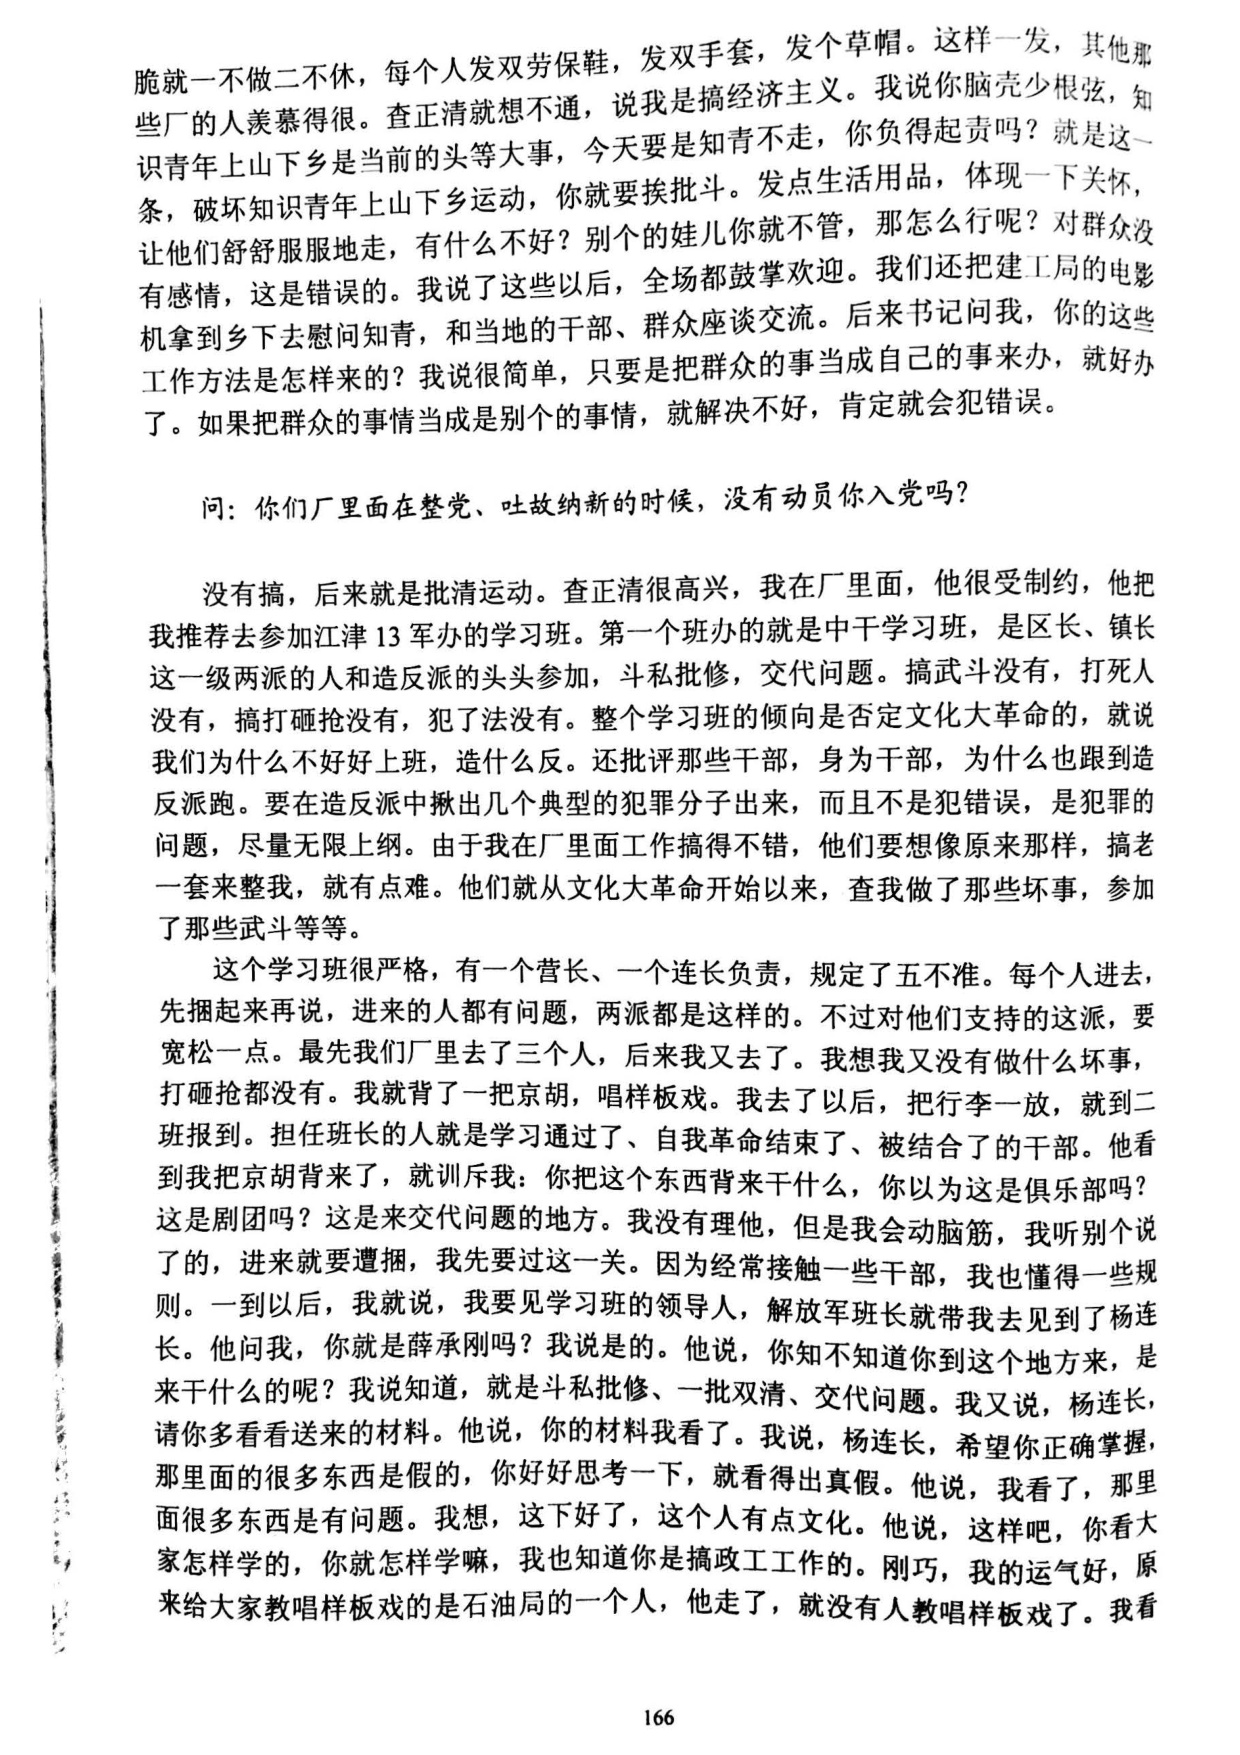 脆就一不做二不休，每个人发双劳保鞋，发双手套，发个草帽。这样一发，其他那
些厂的人羡慕得很。查正清就想不通，说我是搞经济主义。我说你脑壳少根弦，知
识青年上山下乡是当前的头等大事，今天要是知青不走，你负得起责吗？就是这一
条，破坏知识青年上山下乡运动，你就要挨批斗。发点生活用品，体现一下关怀，
让他们舒舒服服地走，有什么不好？别个的娃儿你就不管，那怎么行呢？对群众没
有感情，这是错误的。我说了这些以后，全场都鼓掌欢迎。我们还把建工局的电影
机拿到乡下去慰问知青，和当地的干部、群众座谈交流。后来书记问我，你的这些
工作方法是怎样来的？我说很简单，只要是把群众的事当成自己的事来办，就好办
了。如果把群众的事情当成是别个的事情，就解决不好，肯定就会犯错误。
问：你们厂里面在整党、吐故纳新的时候，没有动员你入党吗？
没有搞，后来就是批清运动。查正清很高兴，我在厂里面，他很受制约，他把
我推荐去参加江津 13 军办的学习班。第一个班办的就是中干学习班，是区长、镇长
这一级两派的人和造反派的头头参加，斗私批修，交代问题。搞武斗没有，打死人
没有，搞打砸抢没有，犯了法没有。整个学习班的倾向是否定文化大革命的，就说
我们为什么不好好上班，造什么反。还批评那些干部，身为干部，为什么也跟到造
反派跑。要在造反派中揪出几个典型的犯罪分子出来，而且不是犯错误，是犯罪的
问题，尽量无限上纲。由于我在厂里面工作搞得不错，他们要想像原来那样，搞老
一套来整我，就有点难。他们就从文化大革命开始以来，查我做了那些坏事，参加
了那些武斗等等。
这个学习班很严格，有一个营长、一个连长负责，规定了五不准。每个人进去，
先捆起来再说，进来的人都有问题，两派都是这样的。不过对他们支持的这派，要
宽松一点。最先我们厂里去了三个人，后来我又去了。我想我又没有做什么坏事，
打砸抢都没有。我就背了一把京胡，唱样板戏。我去了以后，把行李一放，就到二
班报到。担任班长的人就是学习通过了、自我革命结束了、被结合了的干部。他看
到我把京胡背来了，就训斥我：你把这个东西背来干什么，你以为这是俱乐部吗？
这是剧团吗？这是来交代问题的地方。我没有理他，但是我会动脑筋，我听别个说
了的，进来就要遭捆，我先要过这一关。因为经常接触一些干部，我也懂得一些规
则。一到以后，我就说，我要见学习班的领导人，解放军班长就带我去见到了杨连
长。他问我，你就是薛承刚吗？我说是的。他说，你知不知道你到这个地方来，是
来干什么的呢？我说知道，就是斗私批修、一批双清、交代问题。我又说，杨连长，
请你多看看送来的材料。他说，你的材料我看了。我说，杨连长，希望你正确掌握，
那里面的很多东西是假的，你好好思考一下，就看得出真假。他说，我看了，那里
面很多东西是有问题。我想，这下好了，这个人有点文化。他说，这样吧，你看大
家怎样学的，你就怎样学嘛，我也知道你是搞政工工作的。刚巧，我的运气好，原
来给大家教唱样板戏的是石油局的一个人，他走了，就没有人教唱样板戏了。我看
166